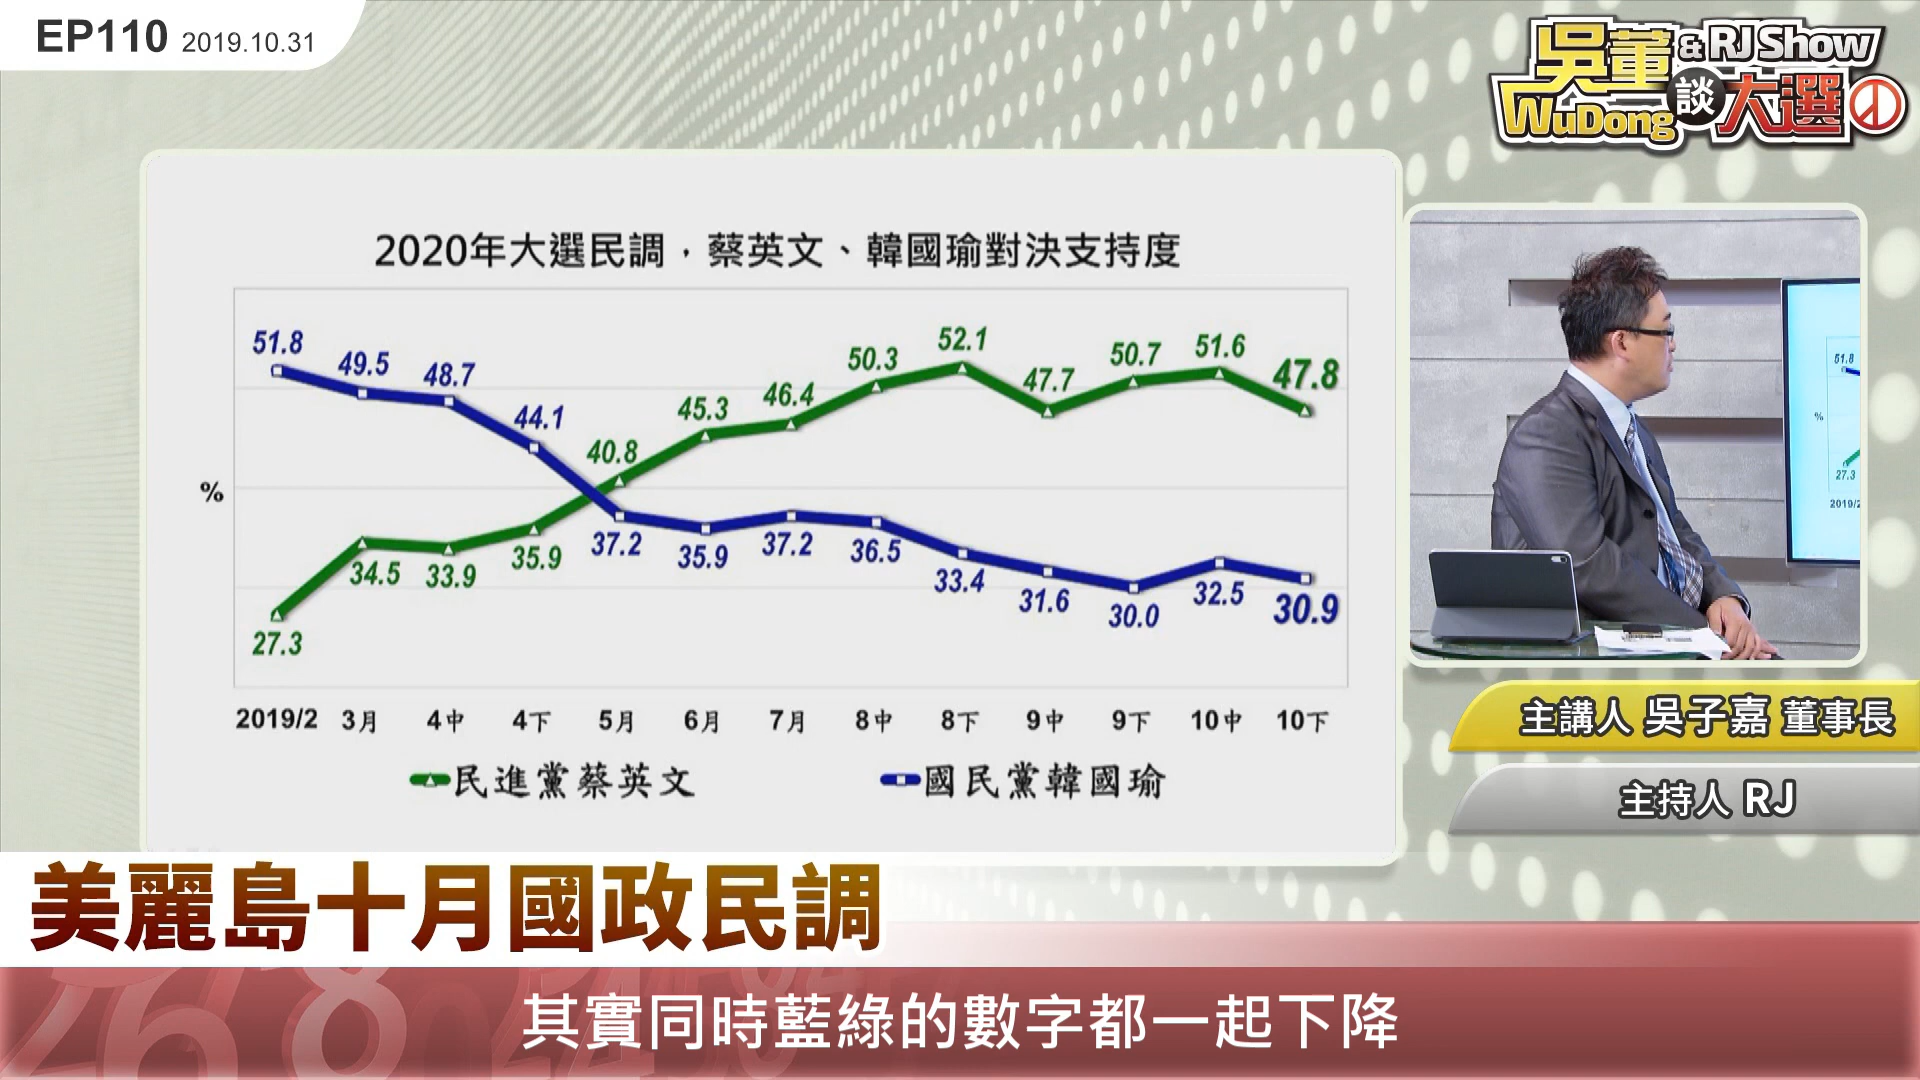 EP110 2019.10.31
吳董 & RJ Show
WuDong 談 大選
2020年大選民調，蔡英文、韓國瑜對決支持度
51.8 49.5 48.7 44.1 37.2 35.9 37.2 36.5 33.4 31.6 30.0 32.5 30.9
27.3 34.5 33.9 35.9 40.8 45.3 46.4 50.3 52.1 47.7 50.7 51.6 47.8
%
2019/2 3月 4中 4下 5月 6月 7月 8中 8下 9中 9下 10中 10下
民進黨蔡英文 國民黨韓國瑜
51.8
%
27.3
2019/2
主講人 吳子嘉 董事長
主持人 RJ
美麗島十月國政民調
其實同時藍綠的數字都一起下降